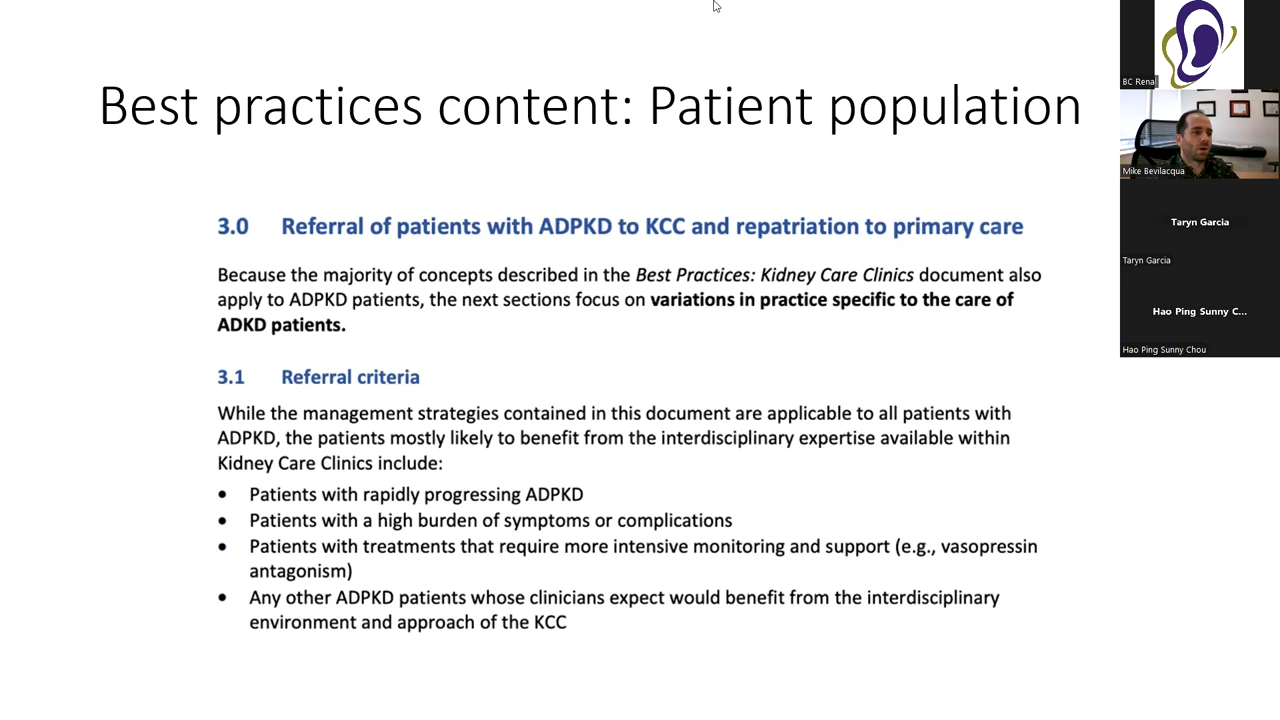 Best practices content: Patient population
3.0 Referral of patients with ADPKD to KCC and repatriation to primary care
Because the majority of concepts described in the Best Practices: Kidney Care Clinics document also
apply to ADPKD patients, the next sections focus on variations in practice specific to the care of
ADKD patients.
3.1 Referral criteria
While the management strategies contained in this document are applicable to all patients with
ADPKD, the patients mostly likely to benefit from the interdisciplinary expertise available within
Kidney Care Clinics include:
• Patients with rapidly progressing ADPKD
• Patients with a high burden of symptoms or complications
• Patients with treatments that require more intensive monitoring and support (e.g., vasopressin
antagonism)
• Any other ADPKD patients whose clinicians expect would benefit from the interdisciplinary
environment and approach of the KCC
BC Renal
Mike Bevilacqua
Taryn Garcia
Taryn Garcia
Hao Ping Sunny C...
Hao Ping Sunny Chou